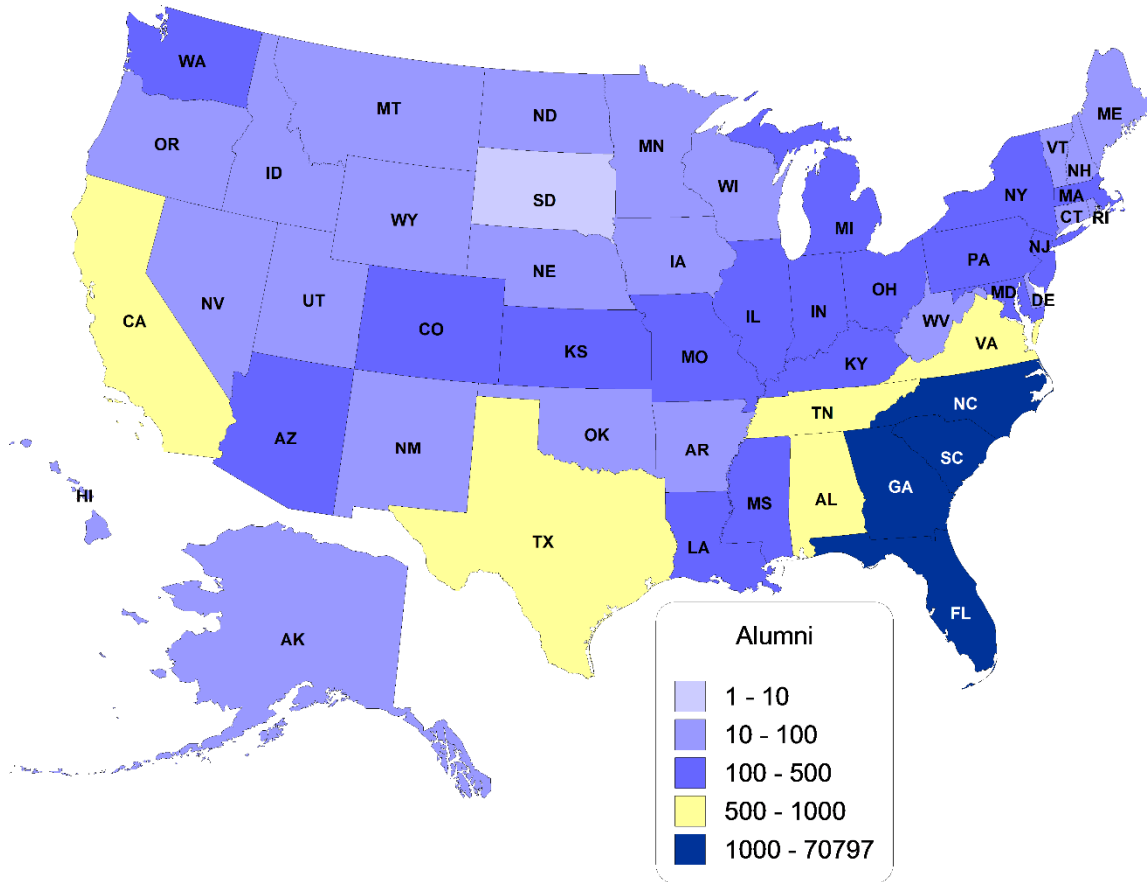 WA
MT
ND
MN
ME
OR
ID
WI
VT
NH
SD
NY
MA
WY
MI
CT
RI
IA
NE
PA
NJ
NV
UT
OH
IL
IN
MD
DE
CA
CO
WV
KS
MO
VA
KY
NC
TN
AZ
OK
NM
AR
SC
GA
HI
MS
AL
TX
LA
FL
AK
Alumni
1 - 10
10 - 100
100 - 500
500 - 1000
1000 - 70797